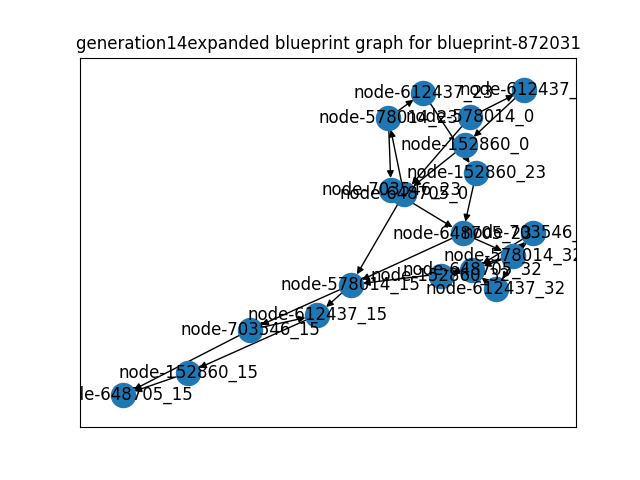 generation14expanded blueprint graph for blueprint-872031
node-612437_23
node-612437_
node-578014_23
node-578014_0
node-152860_0
node-152860_23
node-703546_23
node-648705_0
node-648705_23
node-703546_
node-578014_32
node-648705_32
node-152860_32
node-578014_15
node-612437_32
node-612437_15
node-703546_15
node-152860_15
de-648705_15